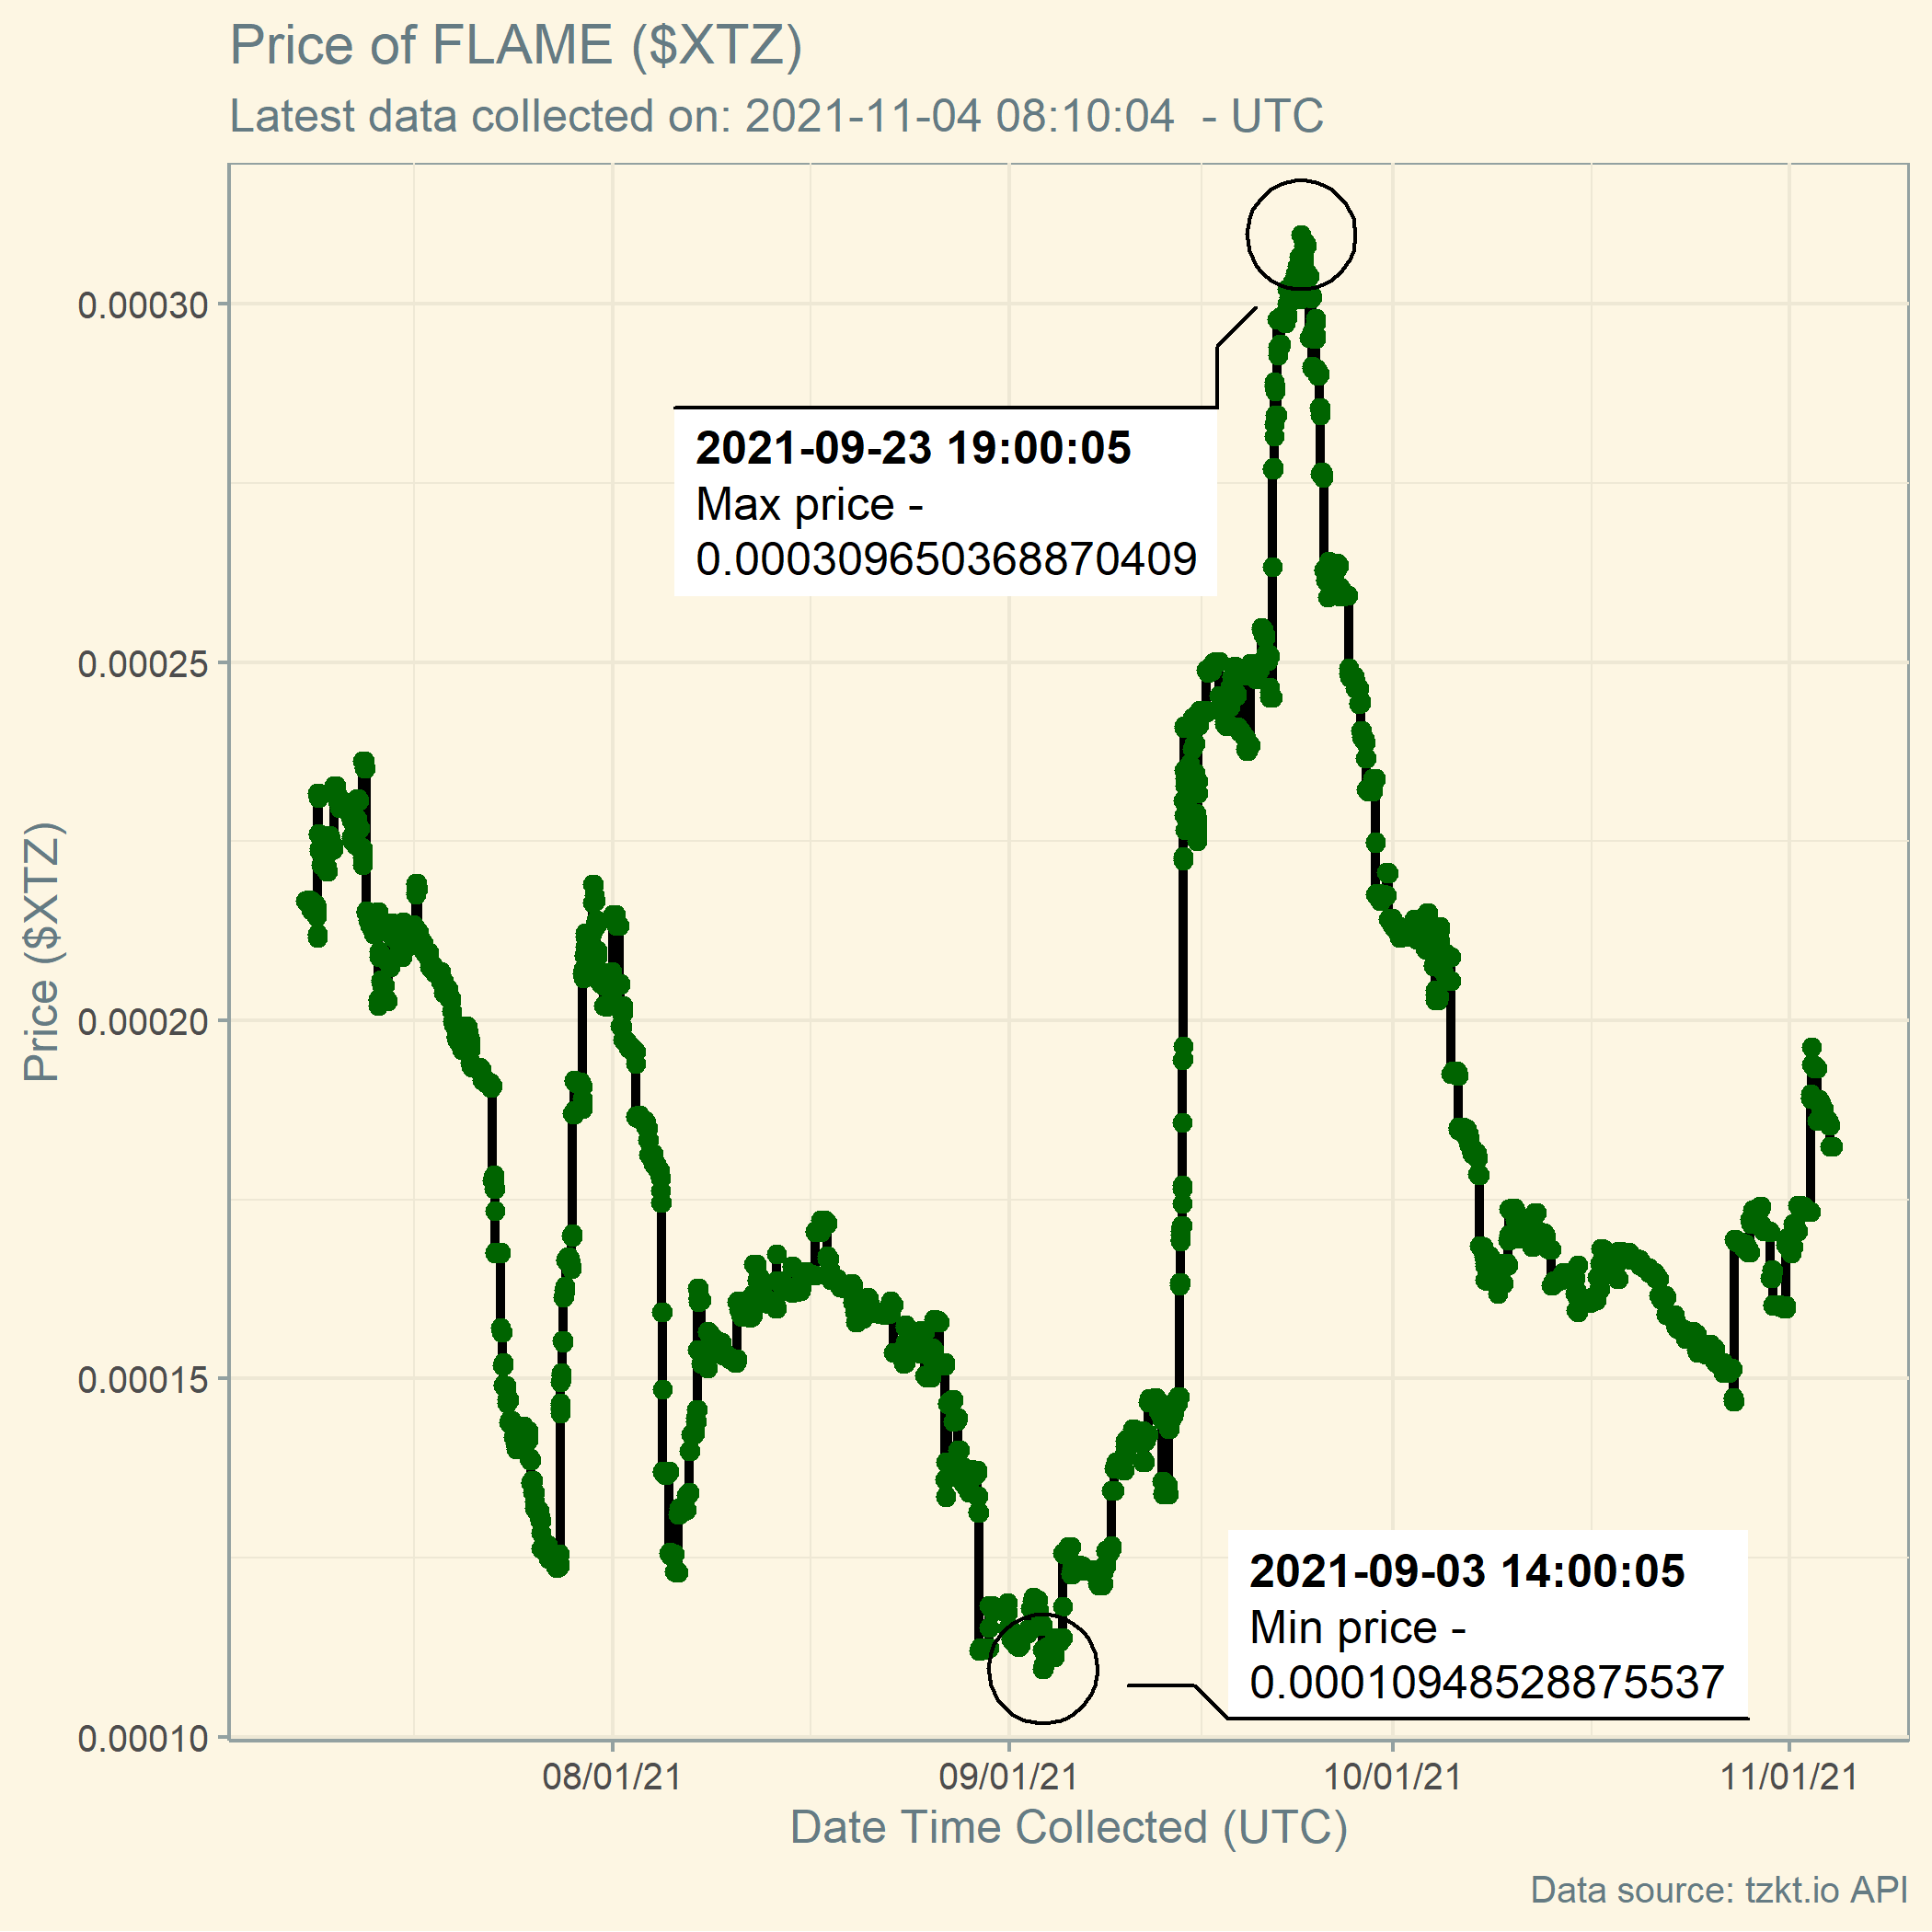 Price of FLAME ($XTZ)
Latest data collected on: 2021-11-04 08:10:04  - UTC
0.00030
2021-09-23 19:00:05
Max price -
0.000309650368870409
0.00025
Price ($XTZ)
0.00020
0.00015
2021-09-03 14:00:05
Min price -
0.00010948528875537
0.00010
08/01/21
09/01/21
10/01/21
11/01/21
Date Time Collected (UTC)
Data source: tzkt.io API